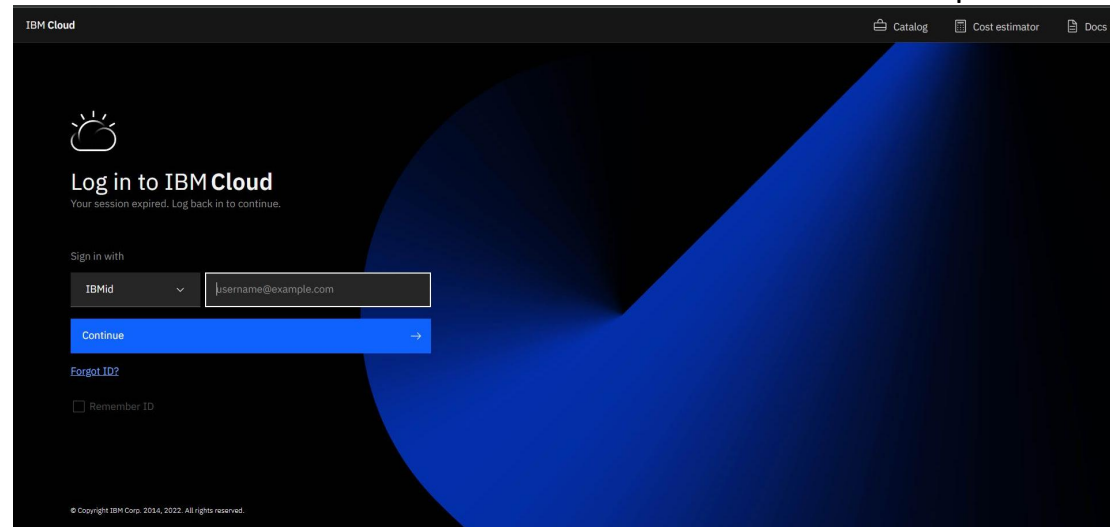 IBM Cloud
Catalog
Cost estimator
Docs
Log in to IBM Cloud
Your session expired. Log back in to continue.
Sign in with
IBMid
username@example.com
Continue
Forgot ID?
Remember ID
© Copyright IBM Corp. 2014, 2022. All rights reserved.